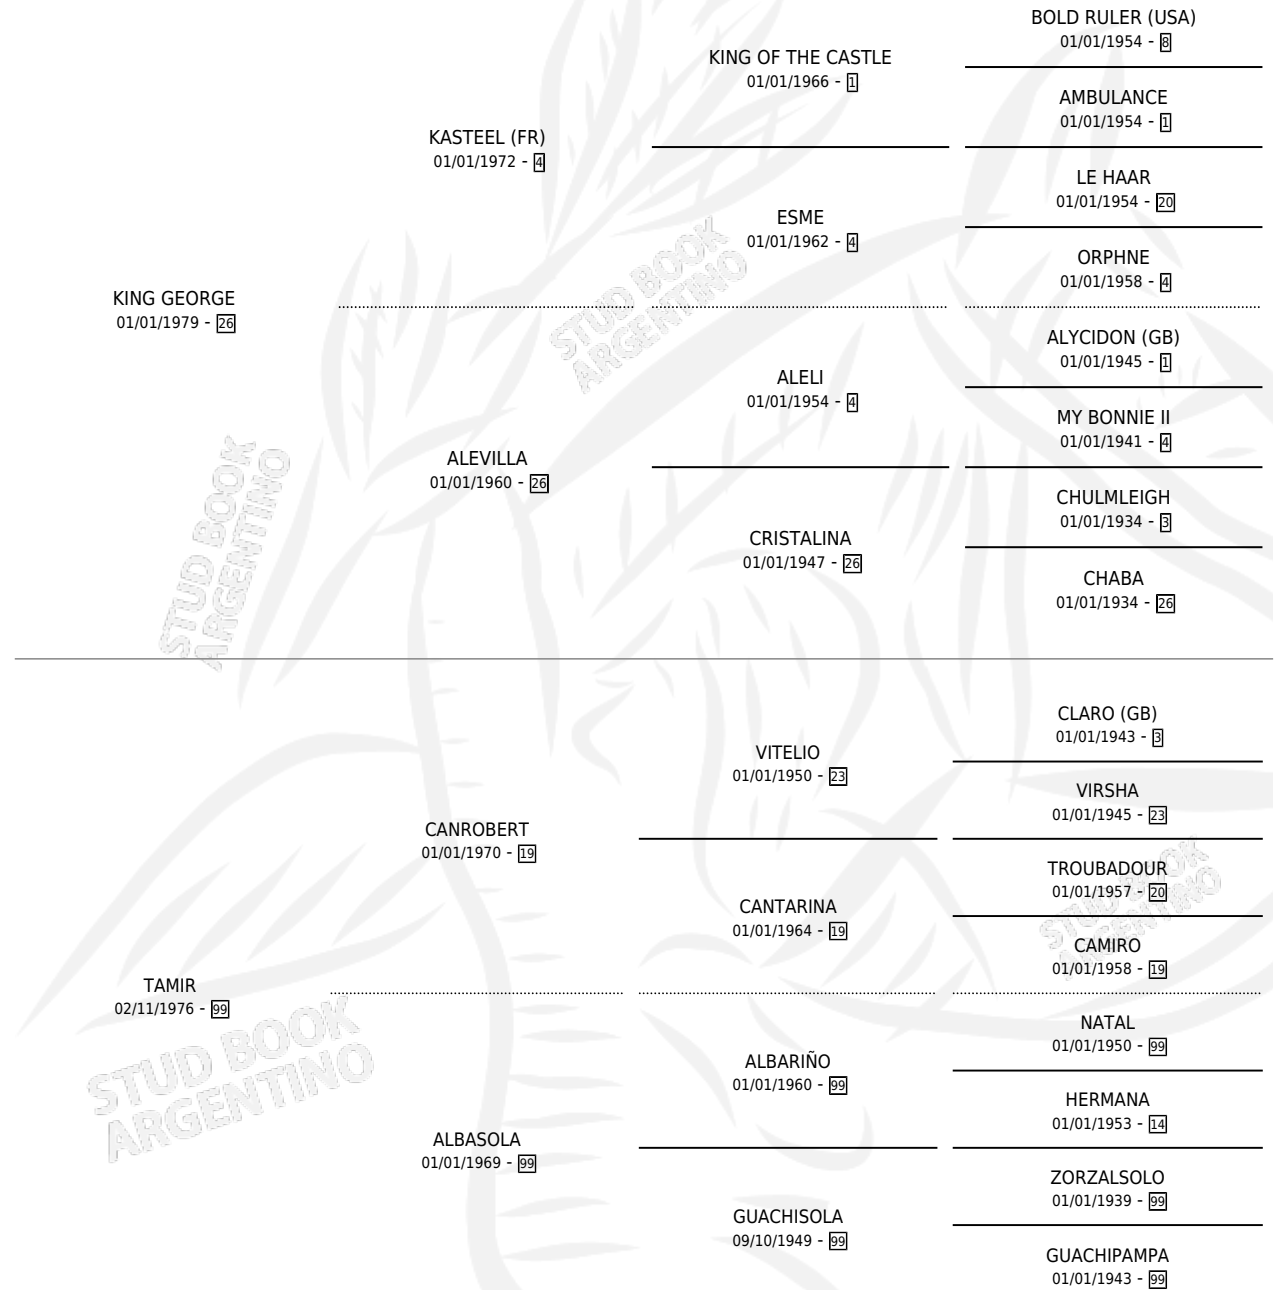 BOLD RULER (USA)
01/01/1954 - 8
KING OF THE CASTLE
01/01/1966 - 1
AMBULANCE
01/01/1954 - 1
KASTEEL (FR)
01/01/1972 - 4
LE HAAR
01/01/1954 - 20
ESME
01/01/1962 - 4
ORPHNE
01/01/1958 - 4
KING GEORGE
01/01/1979 - 26
STUD BOOK
ARGENTINO
ALYCIDON (GB)
01/01/1945 - 1
ALELI
01/01/1954 - 4
MY BONNIE II
01/01/1941 - 4
ALEVILLA
01/01/1960 - 26
CHULMLEIGH
01/01/1934 - 3
CRISTALINA
01/01/1947 - 26
CHABA
01/01/1934 - 26
STUD BOOK
ARGENTINO
CLARO (GB)
01/01/1943 - 3
VITELIO
01/01/1950 - 23
VIRSHA
01/01/1945 - 23
CANROBERT
01/01/1970 - 19
TROUBADOUR
01/01/1957 - 20
CANTARINA
01/01/1964 - 19
STUD BOOK
ARGENTINO
CAMIRO
01/01/1958 - 19
TAMIR
02/11/1976 - 99
STUD BOOK
ARGENTINO
NATAL
01/01/1950 - 99
ALBARIÑO
01/01/1960 - 99
HERMANA
01/01/1953 - 14
ALBASOLA
01/01/1969 - 99
ZORZALSOLO
01/01/1939 - 99
GUACHISOLA
09/10/1949 - 99
GUACHIPAMPA
01/01/1943 - 99